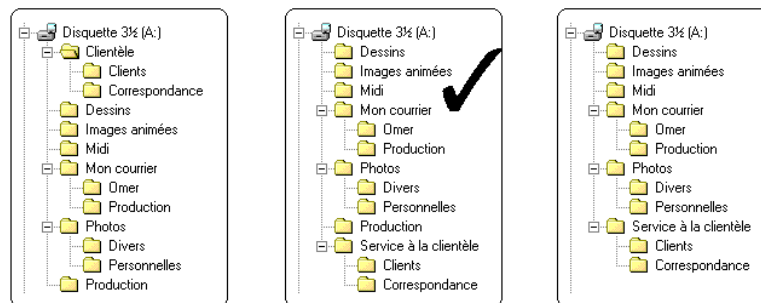 Disquette 3½ (A:)
Clientèle
Clients
Correspondance
Dessins
Images animées
Midi
Mon courrier
Omer
Production
Photos
Divers
Personnelles
Production
Disquette 3½ (A:)
Dessins
Images animées
Midi
Mon courrier
Omer
Production
Photos
Divers
Personnelles
Production
Service à la clientèle
Clients
Correspondance
Disquette 3½ (A:)
Dessins
Images animées
Midi
Mon courrier
Omer
Production
Photos
Divers
Personnelles
Service à la clientèle
Clients
Correspondance